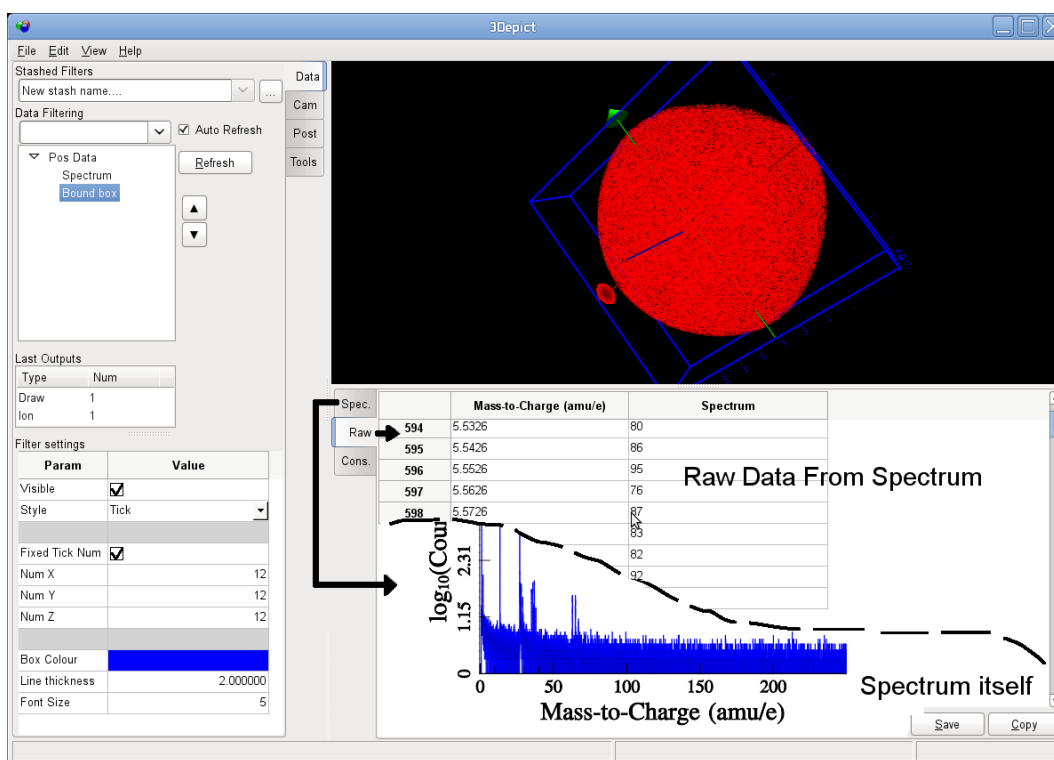 3Depict
File Edit View Help
Stashed Filters
New stash name....
...
Data Filtering
Auto Refresh
Pos Data
Spectrum
Bound box
Refresh
Data
Cam
Post
Tools
Last Outputs
Type Num
Draw 1
Ion 1
Filter settings
Param Value
Visible
Style Tick
Fixed Tick Num
Num X 12
Num Y 12
Num Z 12
Box Colour
Line thickness 2.000000
Font Size 5
Spec.
Raw
Cons.
Mass-to-Charge (amu/e) Spectrum
594 5.5326 80
595 5.5426 86
596 5.5526 95
597 5.5626 76
598 5.5726 87
83
82
92
Raw Data From Spectrum
log10(Cou
2.31
1.15
0
0 50 100 150 200
Mass-to-Charge (amu/e)
Spectrum itself
Save Copy